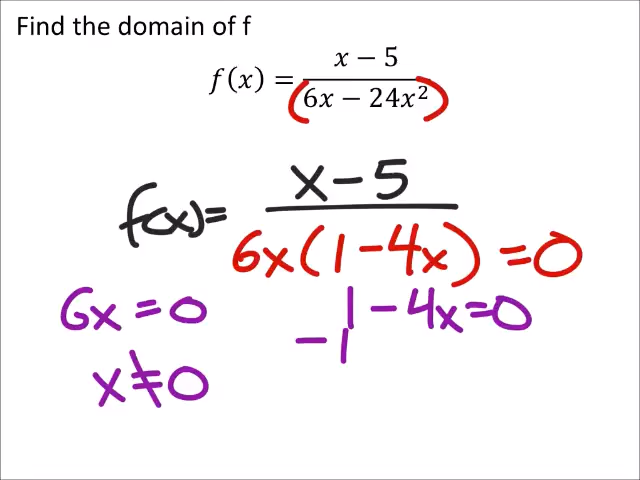 Find the domain of f
f(x) = x − 5 / (6x − 24x²)
f(x) = x − 5 / 6x(1 − 4x) = 0
6x = 0 1 − 4x = 0
− 1
x ≠ 0